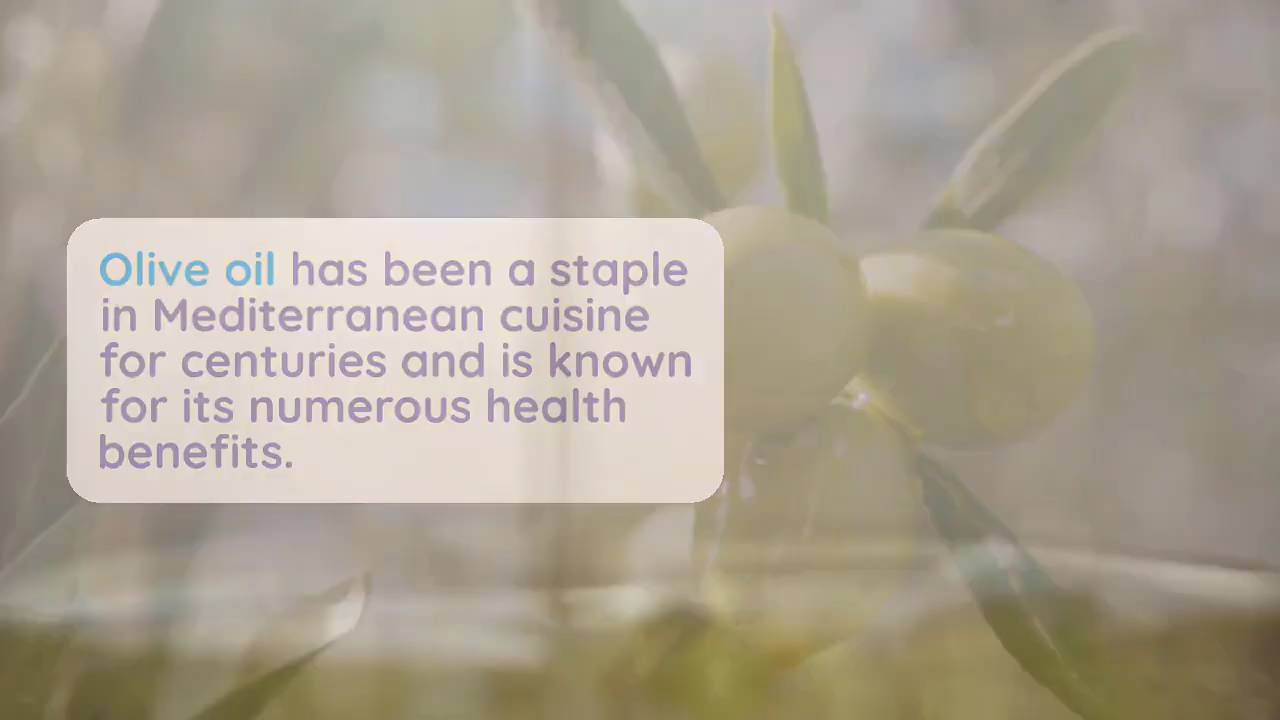 Olive oil has been a staple
in Mediterranean cuisine
for centuries and is known
for its numerous health
benefits.